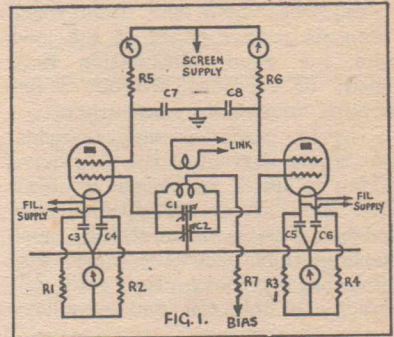 R5
SCREEN
SUPPLY
R6
C7
C8
LINK
FIL.
SUPPLY
C3
C4
C1
C2
FIL
SUPPLY
C5
C6
R1
R2
R7
R3
R4
FIG. 1.
BIAS